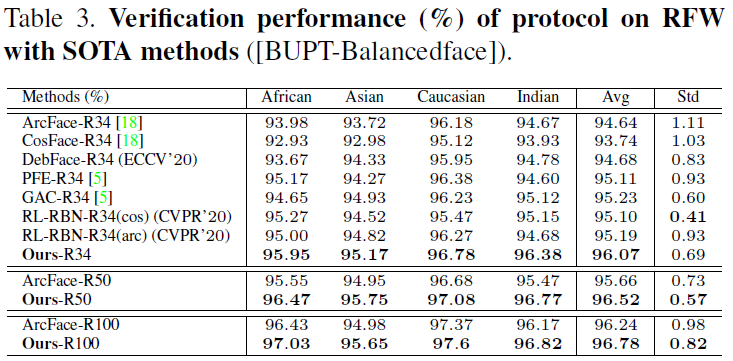 Table 3. Verification performance (%) of protocol on RFW
with SOTA methods ([BUPT-Balancedface]).
Methods (%) African Asian Caucasian Indian Avg Std
ArcFace-R34 [18] 93.98 93.72 96.18 94.67 94.64 1.11
CosFace-R34 [18] 92.93 92.98 95.12 93.93 93.74 1.03
DebFace-R34 (ECCV'20) 93.67 94.33 95.95 94.78 94.68 0.83
PFE-R34 [5] 95.17 94.27 96.38 94.60 95.11 0.93
GAC-R34 [5] 94.65 94.93 96.23 95.12 95.23 0.60
RL-RBN-R34(cos) (CVPR'20) 95.27 94.52 95.47 95.15 95.10 0.41
RL-RBN-R34(arc) (CVPR'20) 95.00 94.82 96.27 94.68 95.19 0.93
Ours-R34 95.95 95.17 96.78 96.38 96.07 0.69
ArcFace-R50 95.55 94.95 96.68 95.47 95.66 0.73
Ours-R50 96.47 95.75 97.08 96.77 96.52 0.57
ArcFace-R100 96.43 94.98 97.37 96.17 96.24 0.98
Ours-R100 97.03 95.65 97.6 96.82 96.78 0.82